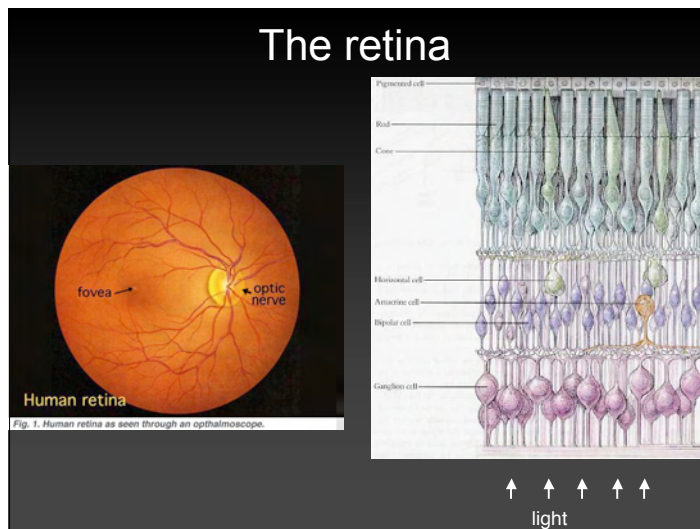 The retina
fovea
optic
nerve
Human retina
Fig. 1. Human retina as seen through an opthalmoscope.
Pigmented cell
Rod
Cone
Horizontal cell
Amacrine cell
Bipolar cell
Ganglion cell
light